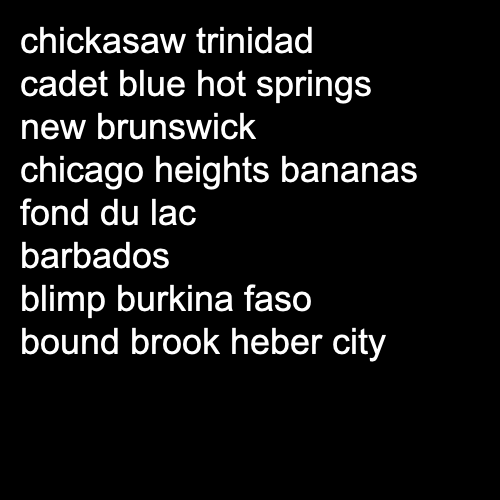 chickasaw trinidad
cadet blue hot springs
new brunswick
chicago heights bananas
fond du lac
barbados
blimp burkina faso
bound brook heber city